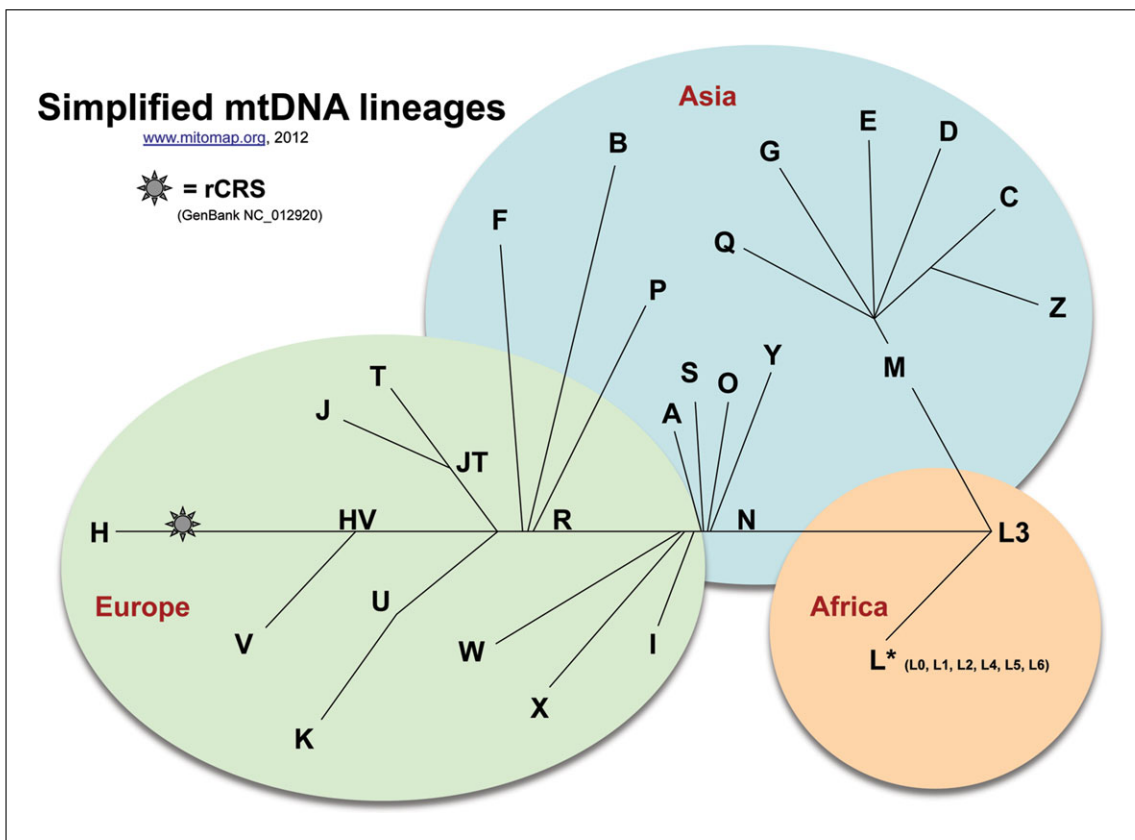 Simplified mtDNA lineages
www.mitomap.org, 2012
= rCRS
(GenBank NC_012920)
Asia
B
G
E
D
C
F
Q
P
Z
Y
M
S
O
A
T
J
JT
H
HV
R
N
L3
Europe
U
V
W
I
X
K
Africa
L* (L0, L1, L2, L4, L5, L6)